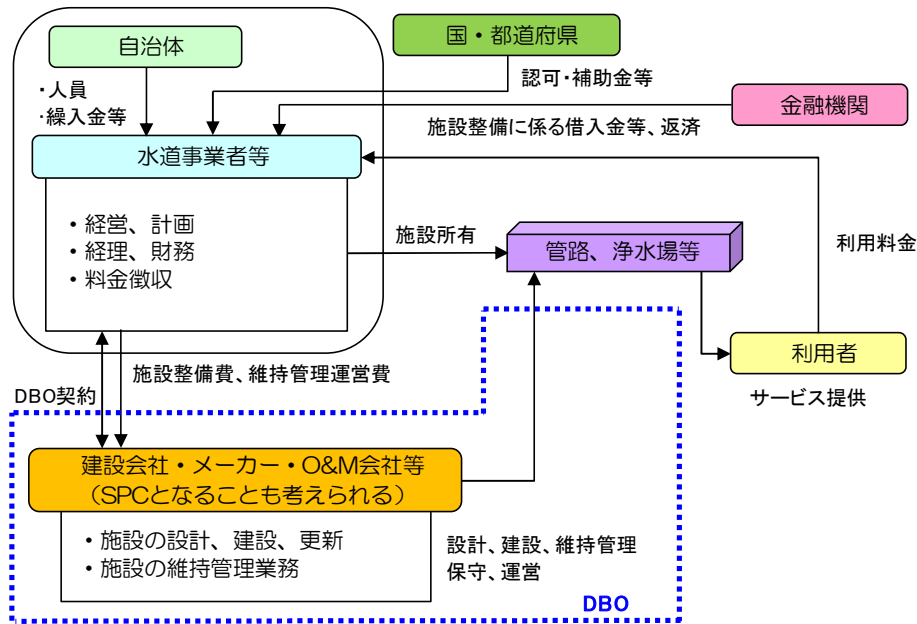 自治体
国・都道府県
・人員
・繰入金等
認可・補助金等
金融機関
施設整備に係る借入金等、返済
水道事業者等
・経営、計画
・経理、財務
・料金徴収
施設所有
管路、浄水場等
利用料金
利用者
サービス提供
施設整備費、維持管理運営費
DBO契約
建設会社・メーカー・O&M会社等
（SPCとなることも考えられる）
・施設の設計、建設、更新
・施設の維持管理業務
設計、建設、維持管理
保守、運営
DBO